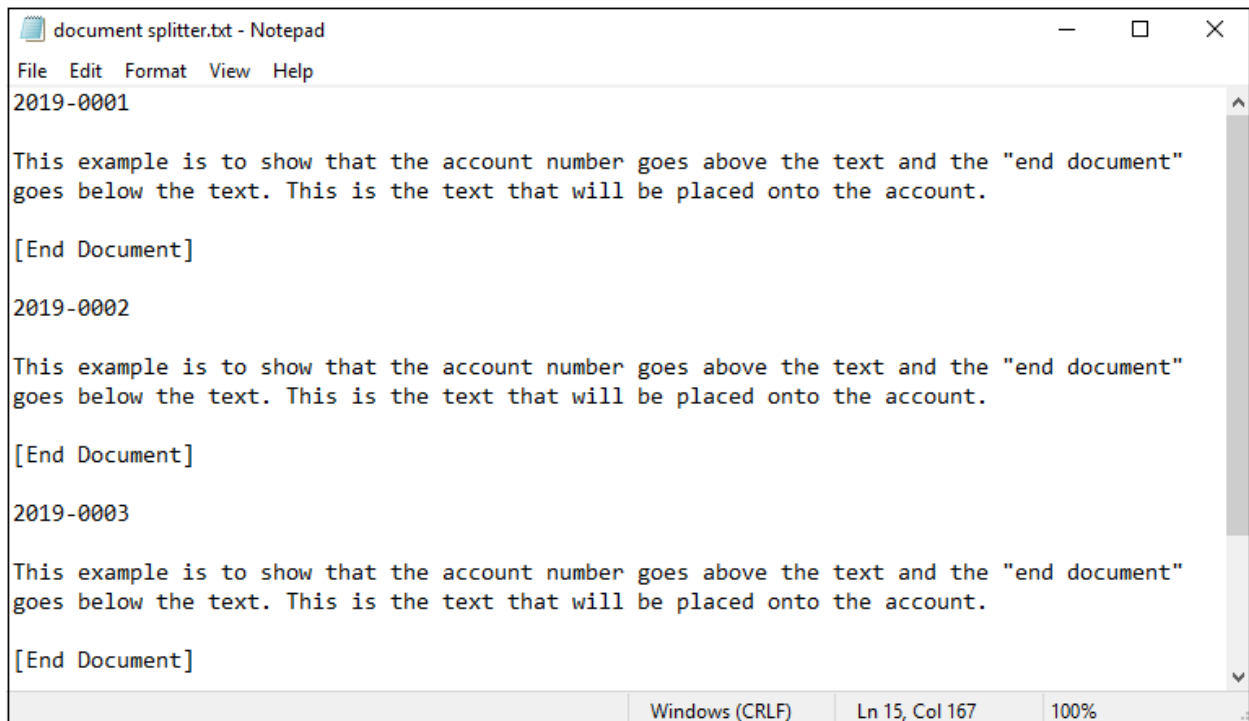 document splitter.txt - Notepad
File Edit Format View Help
2019-0001
This example is to show that the account number goes above the text and the "end document"
goes below the text. This is the text that will be placed onto the account.
[End Document]
2019-0002
This example is to show that the account number goes above the text and the "end document"
goes below the text. This is the text that will be placed onto the account.
[End Document]
2019-0003
This example is to show that the account number goes above the text and the "end document"
goes below the text. This is the text that will be placed onto the account.
[End Document]
Windows (CRLF) Ln 15, Col 167 100%